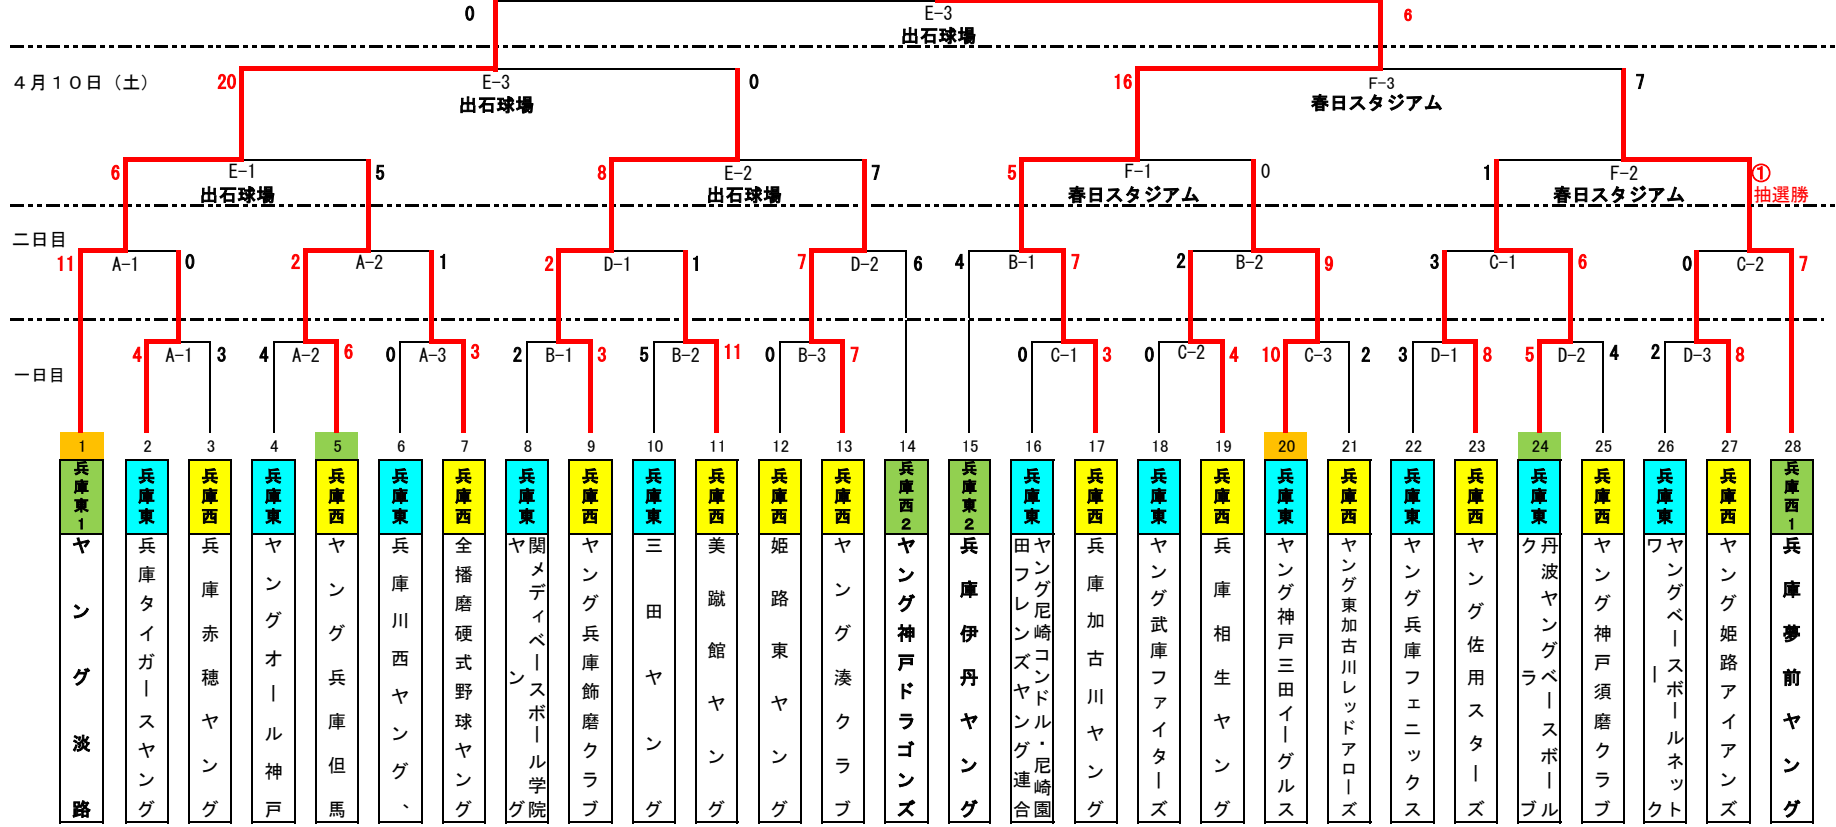 0 E-3 6
出石球場
4月10日（土） 20 E-3 0 16 F-3 7
出石球場 春日スタジアム
6 E-1 5 8 E-2 7 5 F-1 0 1 F-2 ①
出石球場 出石球場 春日スタジアム 春日スタジアム 抽選勝
二日目
11 A-1 0 2 A-2 1 2 D-1 1 7 D-2 6 4 B-1 7 2 B-2 9 3 C-1 6 0 C-2 7
4 A-1 3 4 A-2 6 0 A-3 3 2 B-1 3 5 B-2 11 0 B-3 7 0 C-1 3 0 C-2 4 10 C-3 2 3 D-1 8 5 D-2 4 2 D-3 8
一日目
1 2 3 4 5 6 7 8 9 10 11 12 13 14 15 16 17 18 19 20 21 22 23 24 25 26 27 28
兵庫東1 兵庫東 兵庫西 兵庫東 兵庫西 兵庫東 兵庫西 兵庫東 兵庫西 兵庫東 兵庫西 兵庫東 兵庫西 兵庫西2 兵庫東2 兵庫東 兵庫西 兵庫東 兵庫西 兵庫東 兵庫西 兵庫東 兵庫西 兵庫東 兵庫西 兵庫東 兵庫西 兵庫西1
ヤング淡路
兵庫タイガースヤング
兵庫赤穂ヤング
ヤングオール神戸
ヤング兵庫但馬
兵庫川西ヤング、
全播磨硬式野球ヤング
関メディベースボール学院
ヤング
ヤング兵庫飾磨クラブ
三田ヤング
美蹴館ヤング
姫路東ヤング
ヤング湊クラブ
ヤング神戸ドラゴンズ
兵庫伊丹ヤング
ヤング尼崎コンドル・尼崎園
田フレンズヤング連合
兵庫加古川ヤング
ヤング武庫ファイターズ
兵庫相生ヤング
ヤング神戸三田イーグルス
ヤング東加古川レッドアローズ
ヤング兵庫フェニックス
ヤング佐用スターズ
丹波ヤングベースボール
クラブ
ヤング神戸須磨クラブ
ヤングベースボールネット
ワーク
ヤング姫路アイアンズ
兵庫夢前ヤング